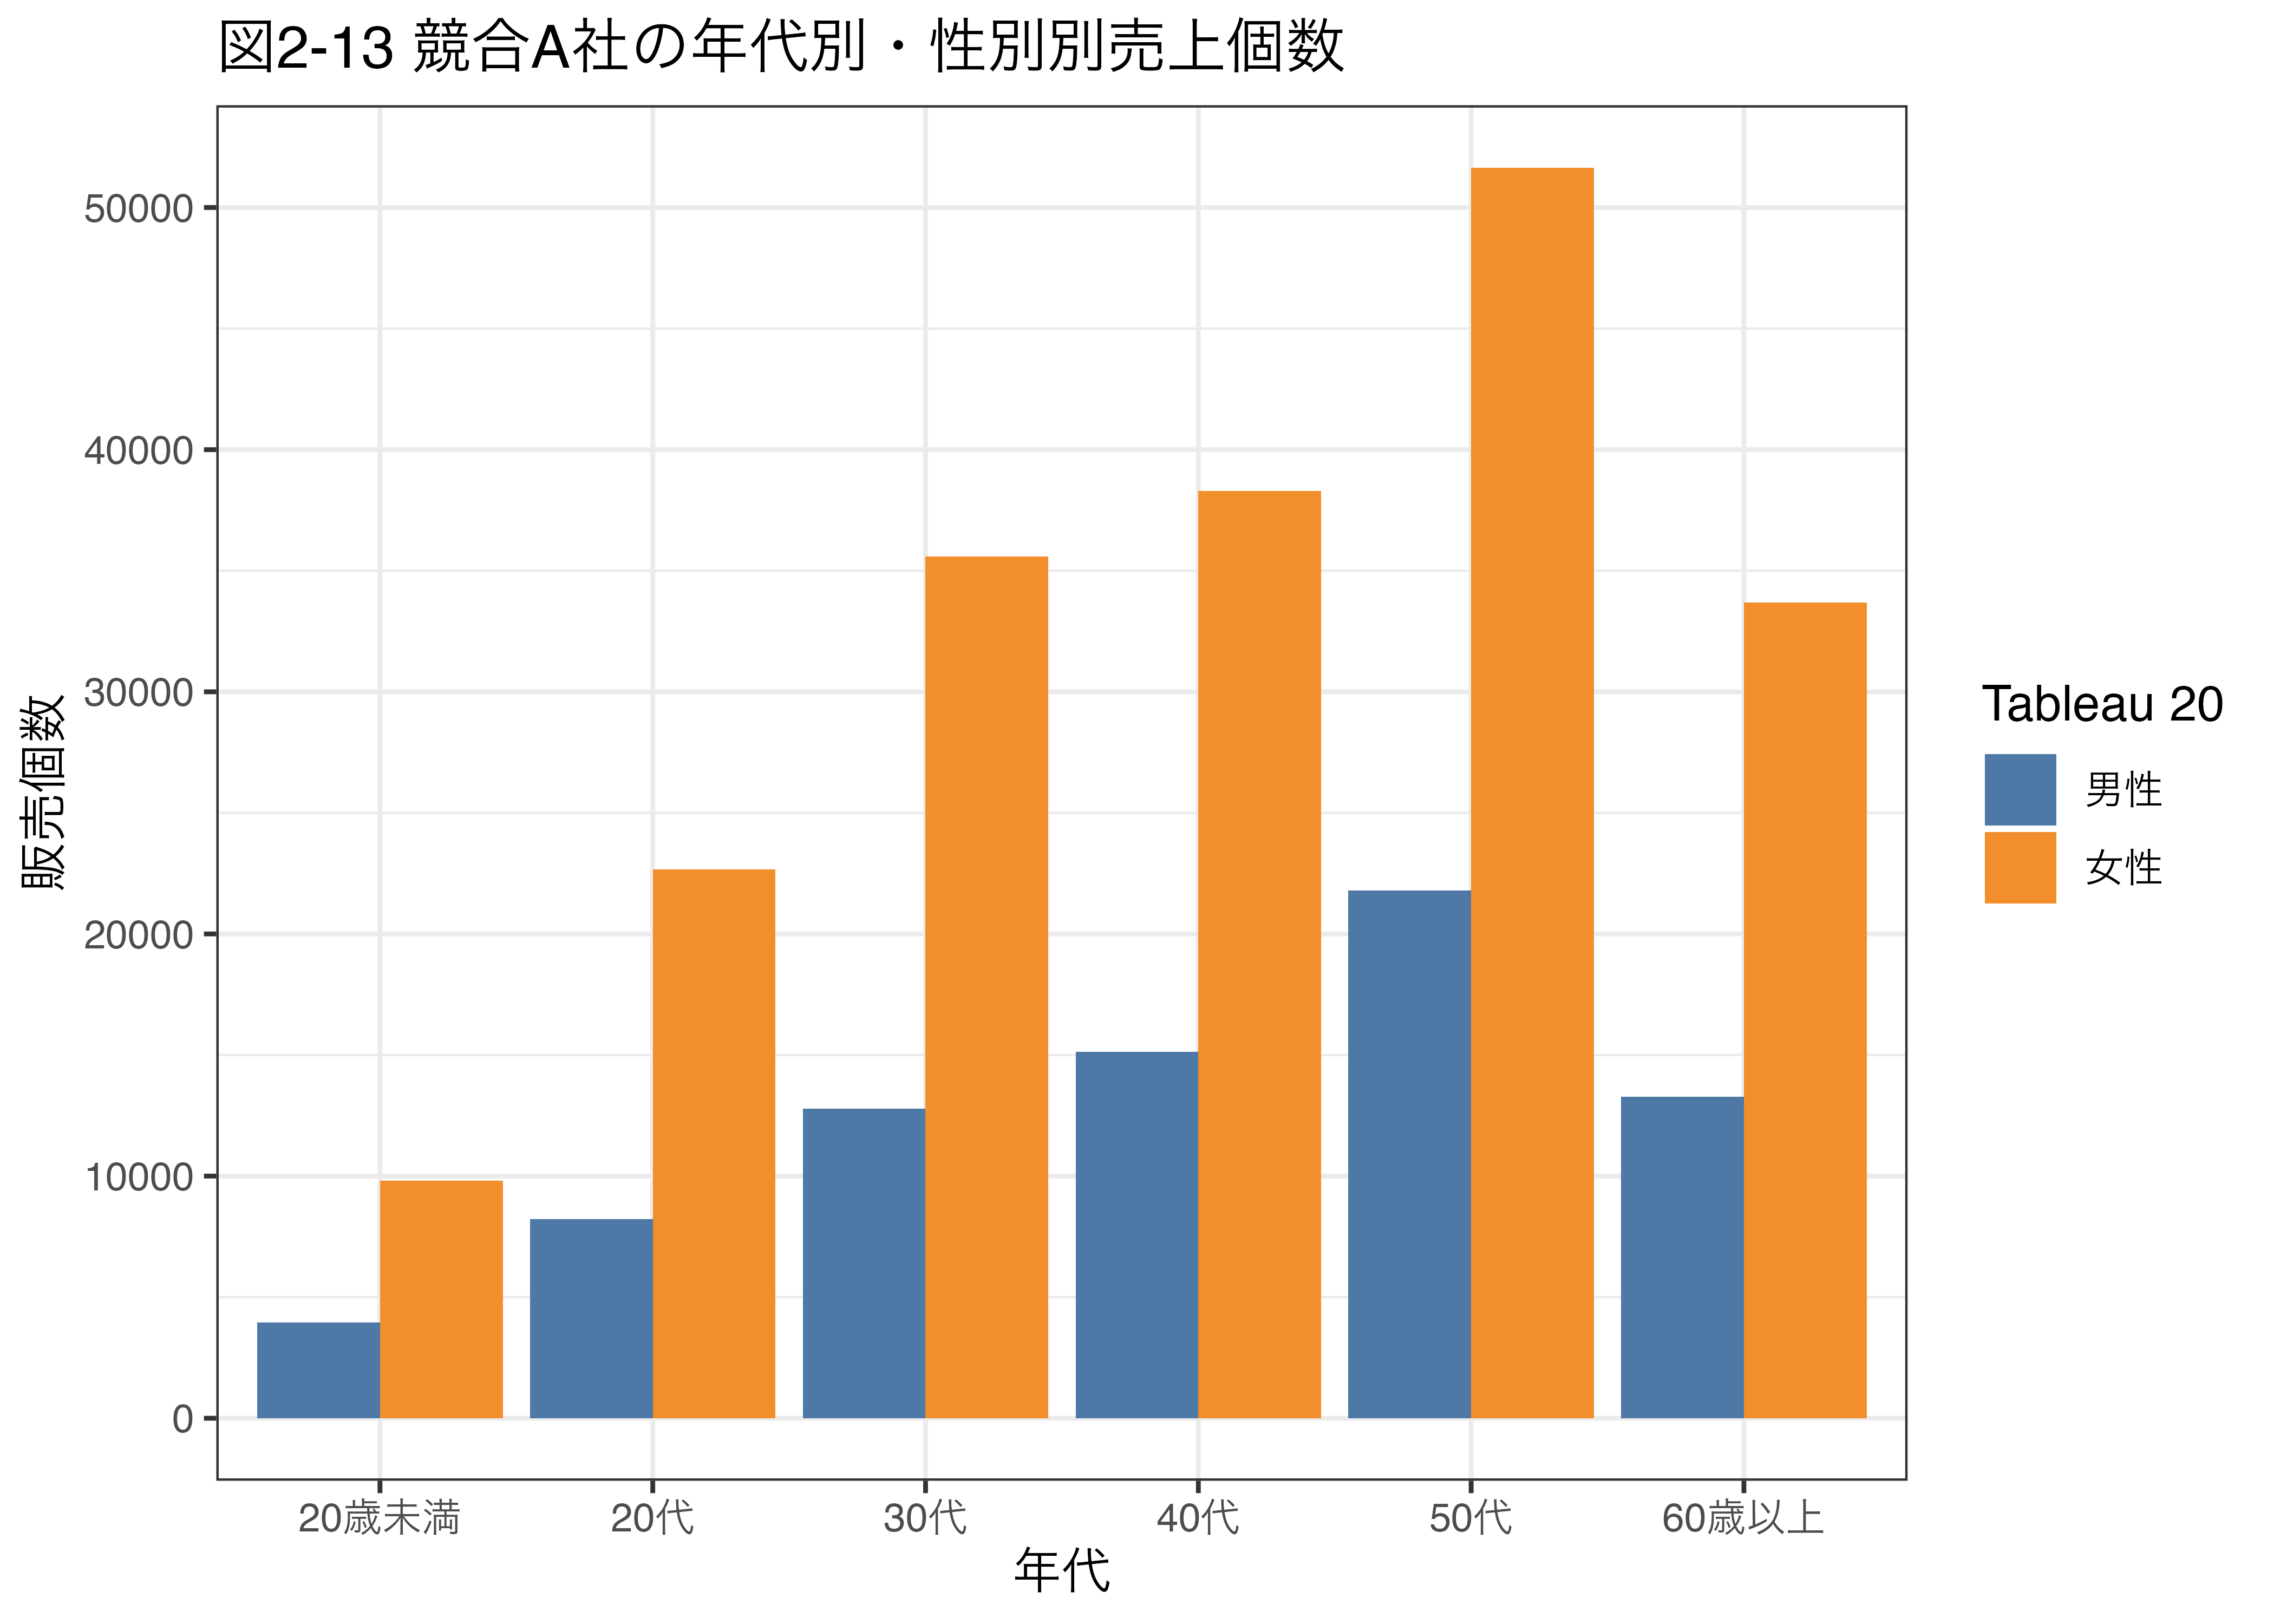 図2-13 競合A社の年代別・性別別売上個数
販売個数
50000
40000
30000
20000
10000
0
20歳未満 20代 30代 40代 50代 60歳以上
年代
Tableau 20
男性
女性